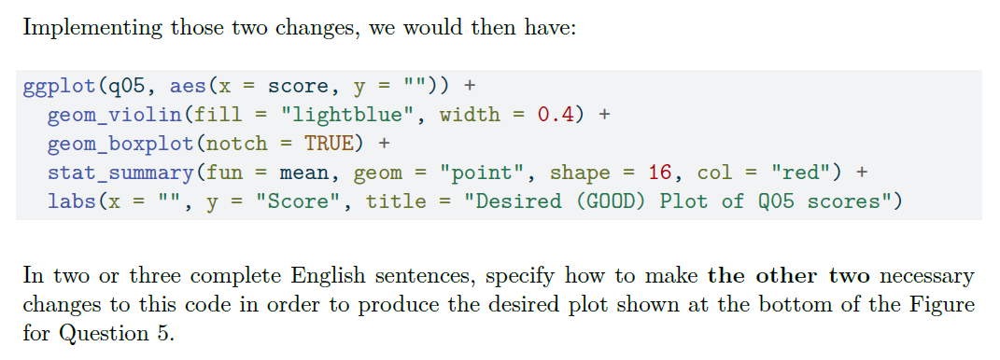 Implementing those two changes, we would then have:
ggplot(q05, aes(x = score, y = "")) +
  geom_violin(fill = "lightblue", width = 0.4) +
  geom_boxplot(notch = TRUE) +
  stat_summary(fun = mean, geom = "point", shape = 16, col = "red") +
  labs(x = "", y = "Score", title = "Desired (GOOD) Plot of Q05 scores")
In two or three complete English sentences, specify how to make the other two necessary
changes to this code in order to produce the desired plot shown at the bottom of the Figure
for Question 5.